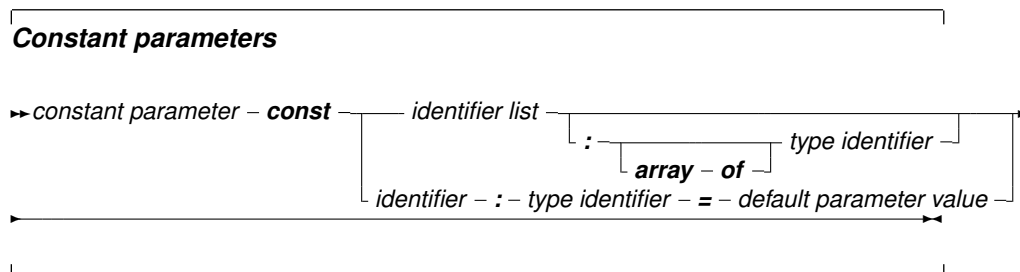 Constant parameters
constant parameter – const – identifier list
: – type identifier
array – of
identifier – : – type identifier – = – default parameter value